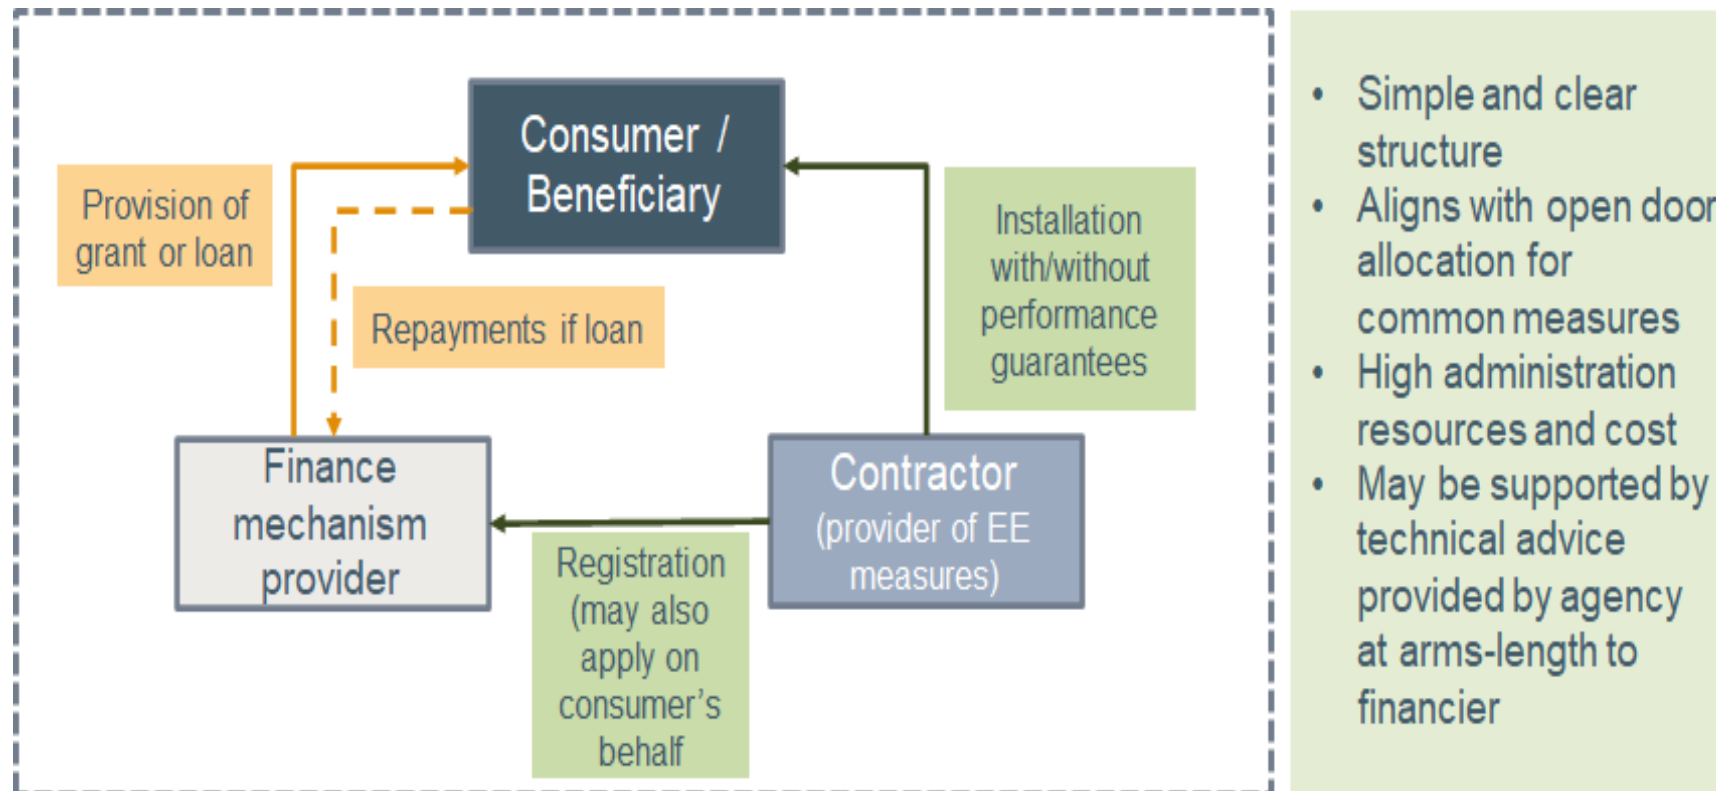 Consumer /
Beneficiary
Provision of
grant or loan
Repayments if loan
Installation
with/without
performance
guarantees
Finance
mechanism
provider
Contractor
(provider of EE
measures)
Registration
(may also
apply on
consumer's
behalf
• Simple and clear
structure
• Aligns with open door
allocation for
common measures
• High administration
resources and cost
• May be supported by
technical advice
provided by agency
at arms-length to
financier